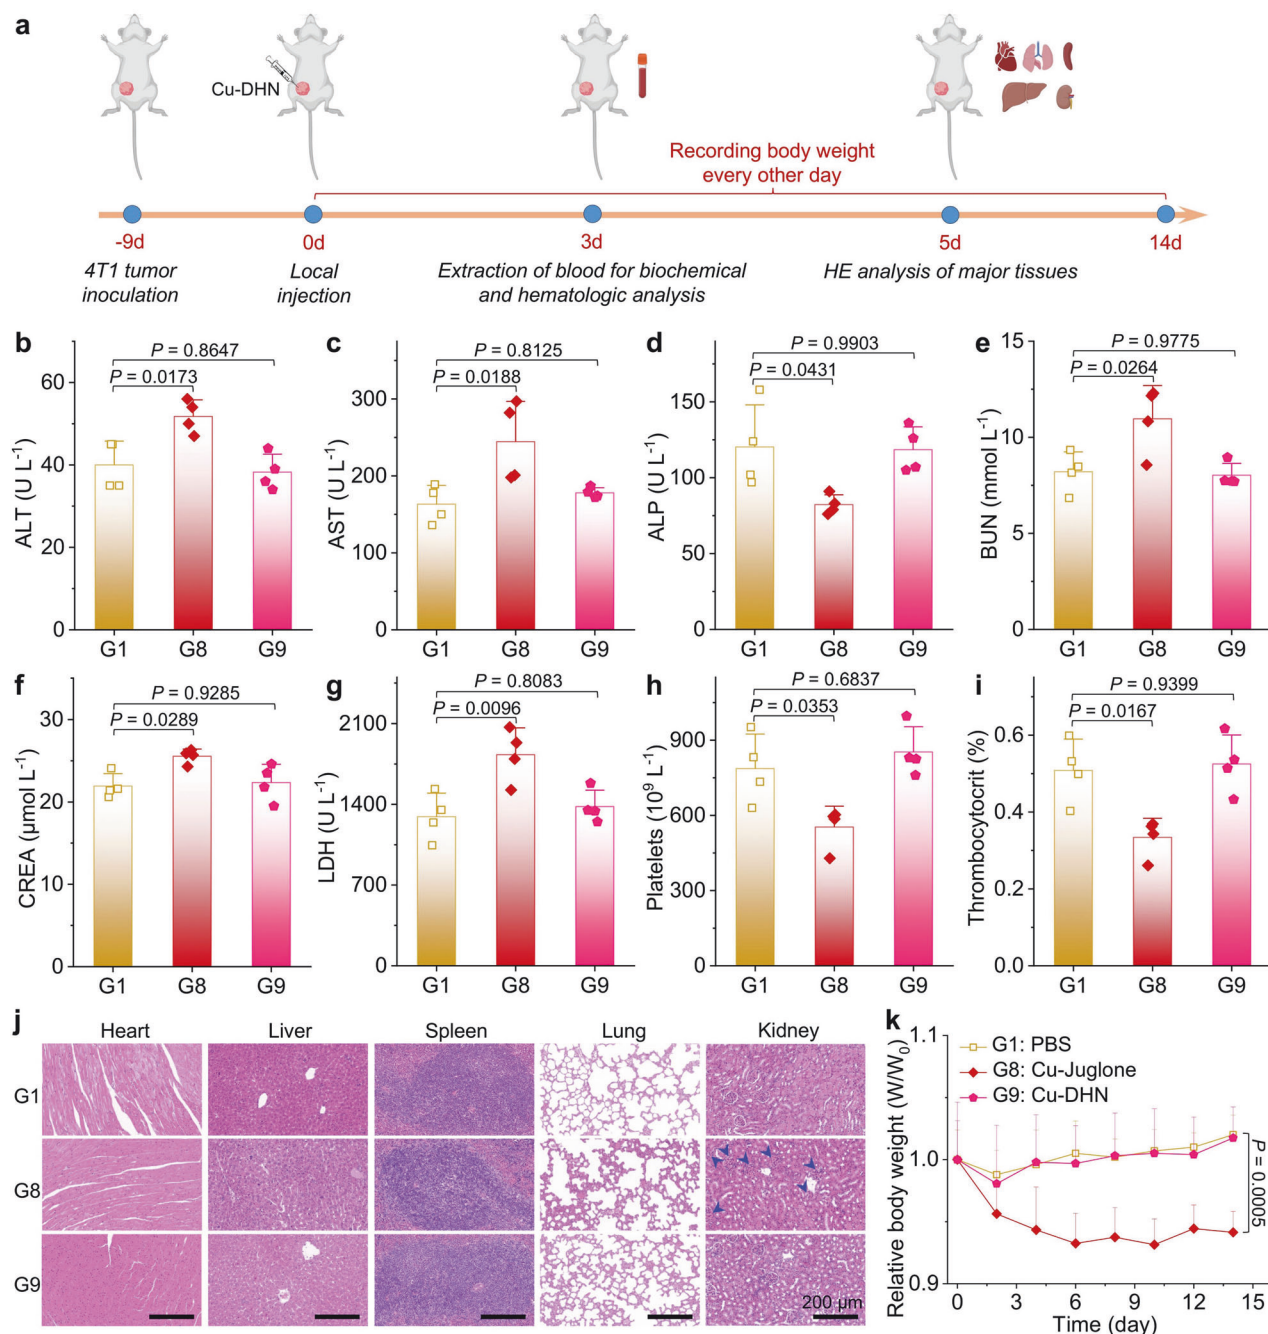 a
Cu-DHN
Recording body weight
every other day
-9d
0d
3d
5d
14d
4T1 tumor
inoculation
Local
injection
Extraction of blood for biochemical
and hematologic analysis
HE analysis of major tissues
b
P = 0.8647
P = 0.0173
ALT (U L⁻¹)
60
40
20
0
G1
G8
G9
c
P = 0.8125
P = 0.0188
AST (U L⁻¹)
300
150
0
G1
G8
G9
d
P = 0.9903
P = 0.0431
ALP (U L⁻¹)
150
100
50
0
G1
G8
G9
e
P = 0.9775
P = 0.0264
BUN (mmol L⁻¹)
15
10
5
0
G1
G8
G9
f
P = 0.9285
P = 0.0289
CREA (μmol L⁻¹)
30
20
10
0
G1
G8
G9
g
P = 0.8083
P = 0.0096
LDH (U L⁻¹)
2100
1400
700
0
G1
G8
G9
h
P = 0.6837
P = 0.0353
Platelets (10⁹ L⁻¹)
900
600
300
0
G1
G8
G9
i
P = 0.9399
P = 0.0167
Thrombocytocrit (%)
0.6
0.4
0.2
0.0
G1
G8
G9
j
Heart
Liver
Spleen
Lung
Kidney
G1
G8
G9
200 μm
k
G1: PBS
G8: Cu-Juglone
G9: Cu-DHN
P = 0.0005
Relative body weight (W/W₀)
1.1
1.0
0.9
0
3
6
9
12
15
Time (day)